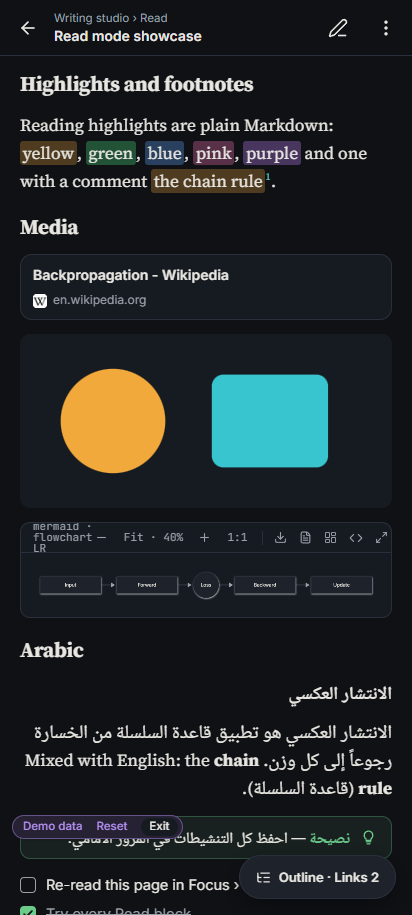 Writing studio › Read
Read mode showcase
Highlights and footnotes
Reading highlights are plain Markdown:
yellow, green, blue, pink, purple and one
with a comment the chain rule1.
Media
Backpropagation - Wikipedia
W en.wikipedia.org
mermaid ·
flowchart
LR
— Fit · 40% + 1:1
Input Forward Loss Backward Update
Arabic
الانتشار العكسي
الانتشار العكسي هو تطبيق قاعدة السلسلة من الخسارة
رجوعاً إلى كل وزن. Mixed with English: the chain
rule (قاعدة السلسلة).
Demo data Reset Exit
نصيحة — احفظ كل التنشيطات في المرور الأمامي.
Outline · Links 2
Re-read this page in Focus ›
Try every Read block